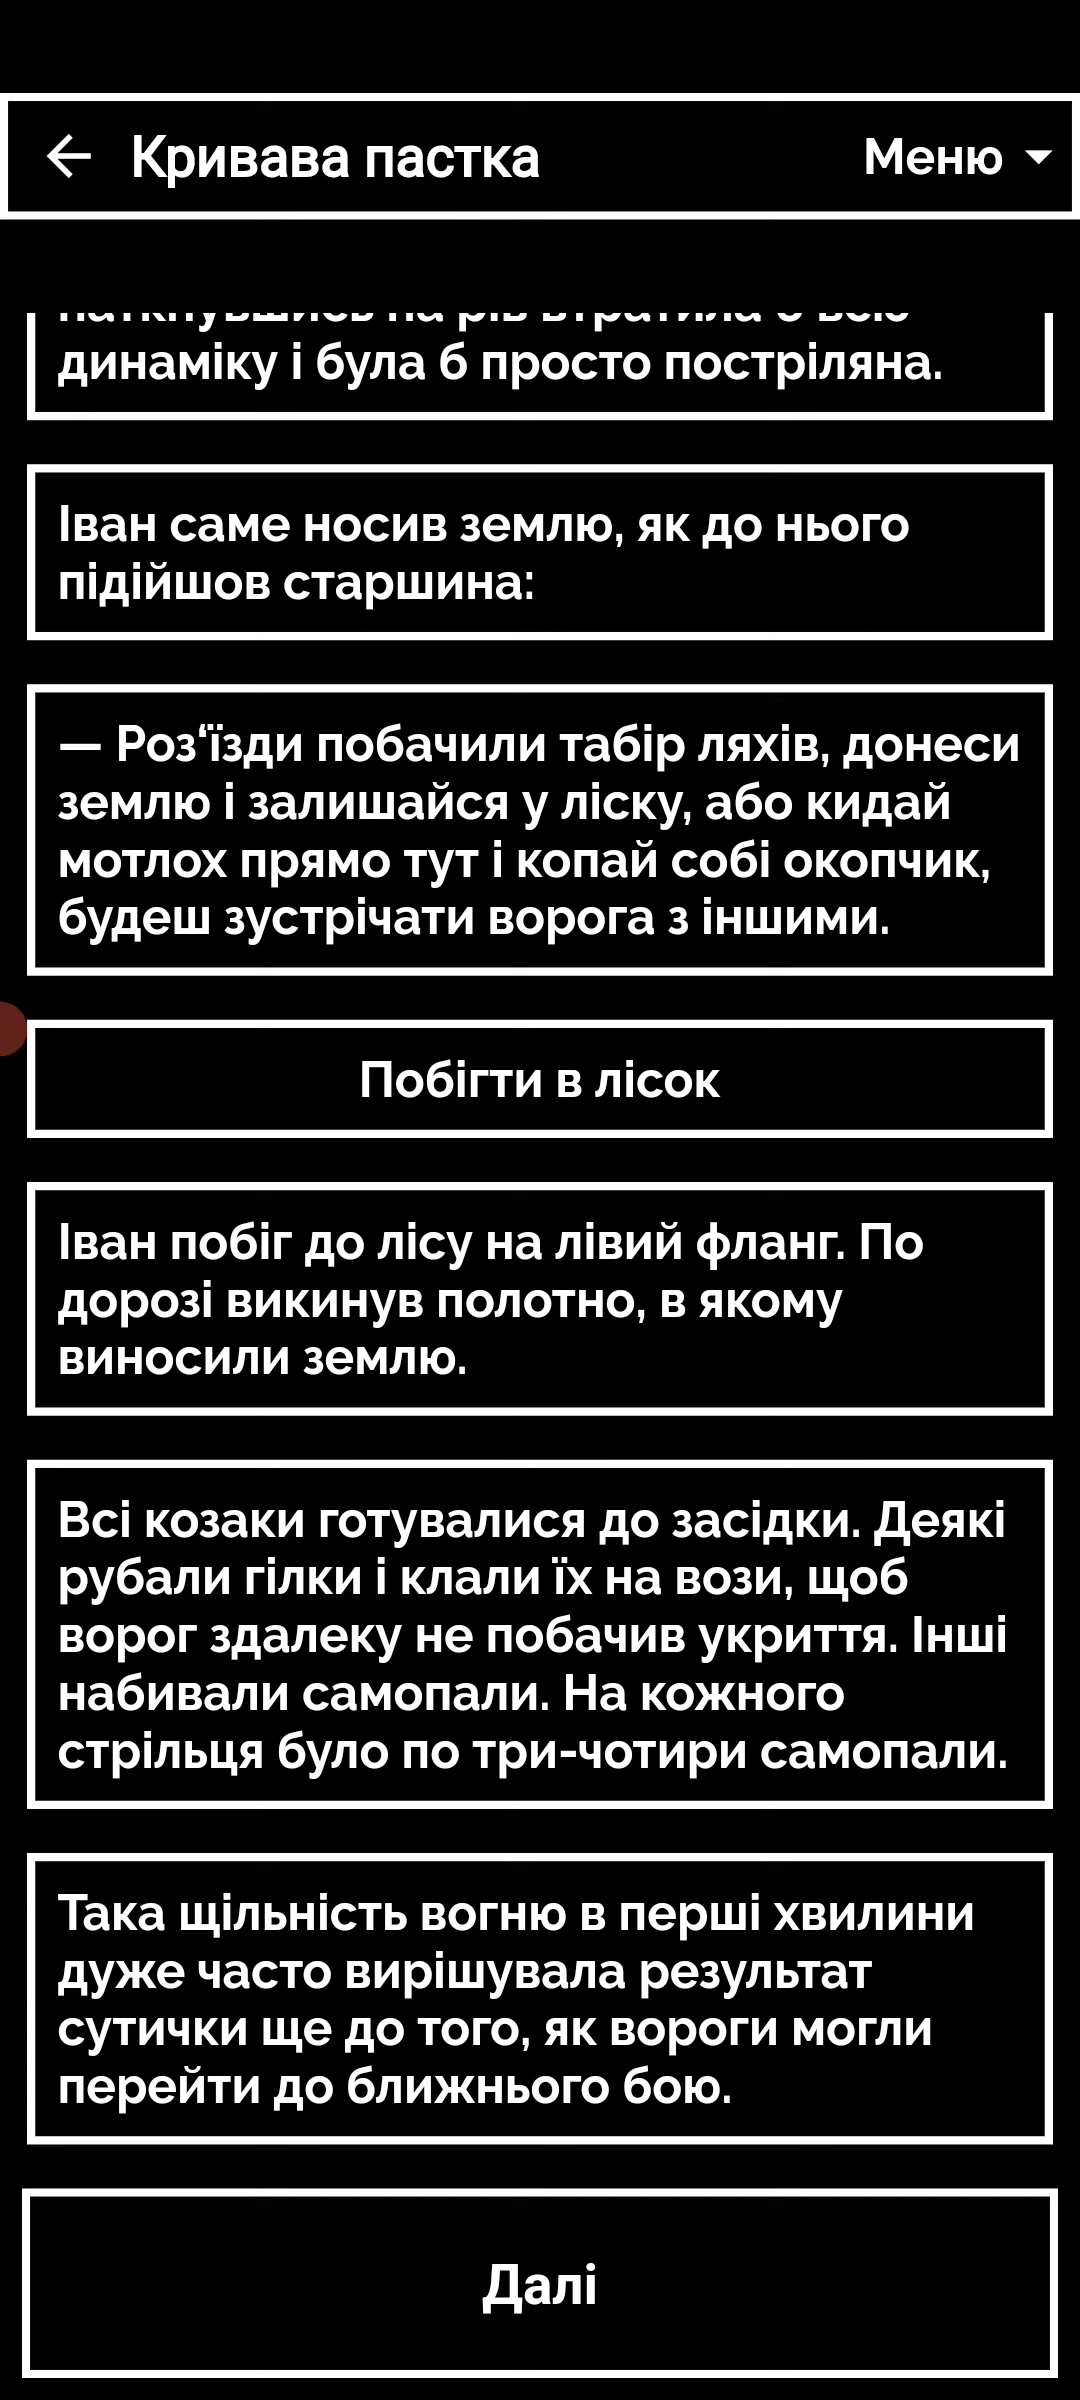 Кривава пастка
Меню
наткнувшись на рів втратила б всю
динаміку і була б просто постріляна.
Іван саме носив землю, як до нього
підійшов старшина:
— Роз‘їзди побачили табір ляхів, донеси
землю і залишайся у ліску, або кидай
мотлох прямо тут і копай собі окопчик,
будеш зустрічати ворога з іншими.
Побігти в лісок
Іван побіг до лісу на лівий фланг. По
дорозі викинув полотно, в якому
виносили землю.
Всі козаки готувалися до засідки. Деякі
рубали гілки і клали їх на вози, щоб
ворог здалеку не побачив укриття. Інші
набивали самопали. На кожного
стрільця було по три-чотири самопали.
Така щільність вогню в перші хвилини
дуже часто вирішувала результат
сутички ще до того, як вороги могли
перейти до ближнього бою.
Далі